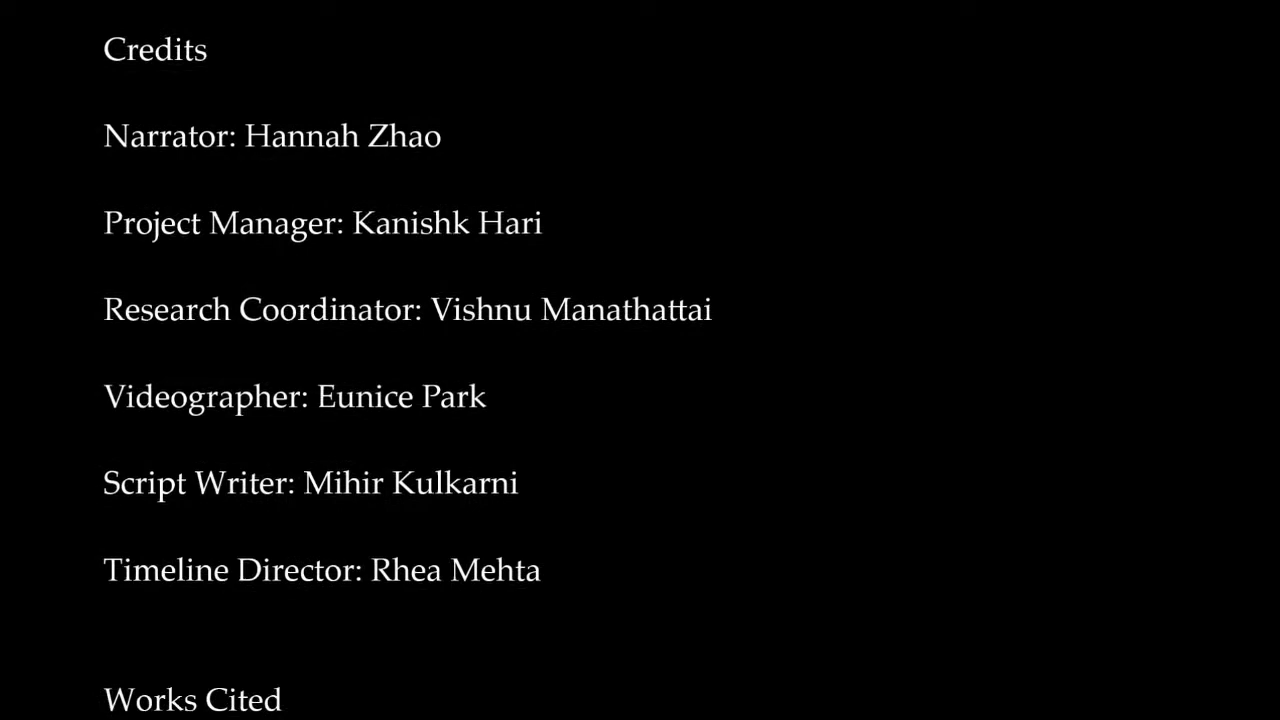 Credits
Narrator: Hannah Zhao
Project Manager: Kanishk Hari
Research Coordinator: Vishnu Manathattai
Videographer: Eunice Park
Script Writer: Mihir Kulkarni
Timeline Director: Rhea Mehta
Works Cited